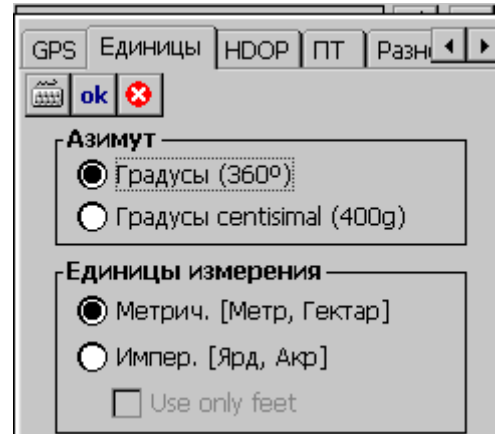 GPS Единицы HDOP ПТ Разн
ok
Азимут
Градусы (360º)
Градусы centisimal (400g)
Единицы измерения
Метрич. [Метр, Гектар]
Импер. [Ярд, Акр]
Use only feet